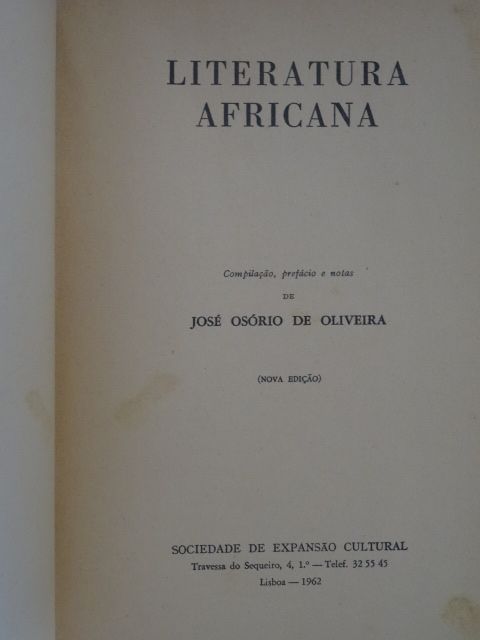 LITERATURA
AFRICANA
Compilação, prefácio e notas
DE
JOSÉ OSÓRIO DE OLIVEIRA
(NOVA EDIÇÃO)
SOCIEDADE DE EXPANSÃO CULTURAL
Travessa do Sequeiro, 4, 1.º — Telef. 32 55 45
Lisboa — 1962